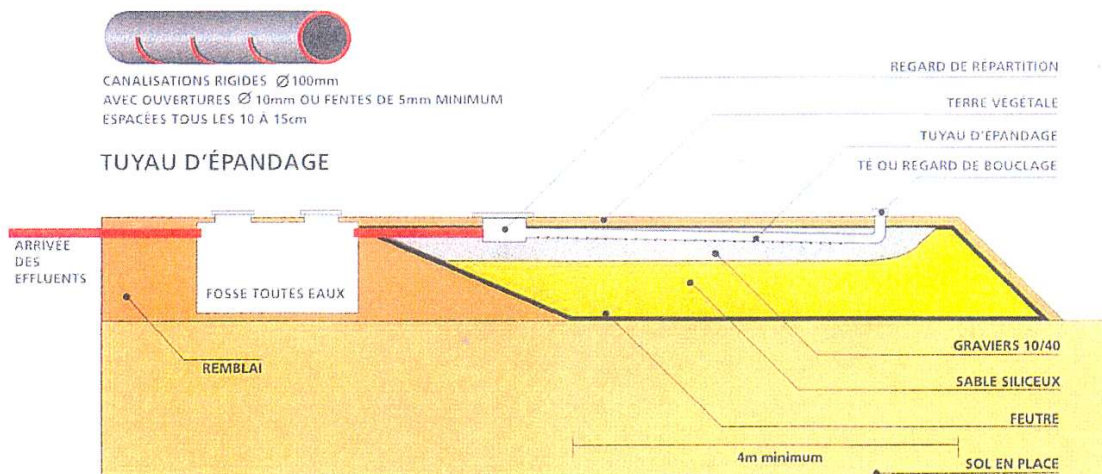 CANALISATIONS RIGIDES Ø100mm
AVEC OUVERTURES Ø 10mm OU FENTES DE 5mm MINIMUM
ESPACÉES TOUS LES 10 À 15cm
TUYAU D'ÉPANDAGE
REGARD DE RÉPARTITION
TERRE VÉGÉTALE
TUYAU D'ÉPANDAGE
TÉ OU REGARD DE BOUCLAGE
ARRIVÉE
DES
EFFLUENTS
FOSSE TOUTES EAUX
REMBLAI
GRAVIERS 10/40
SABLE SILICEUX
FEUTRE
4m minimum
SOL EN PLACE